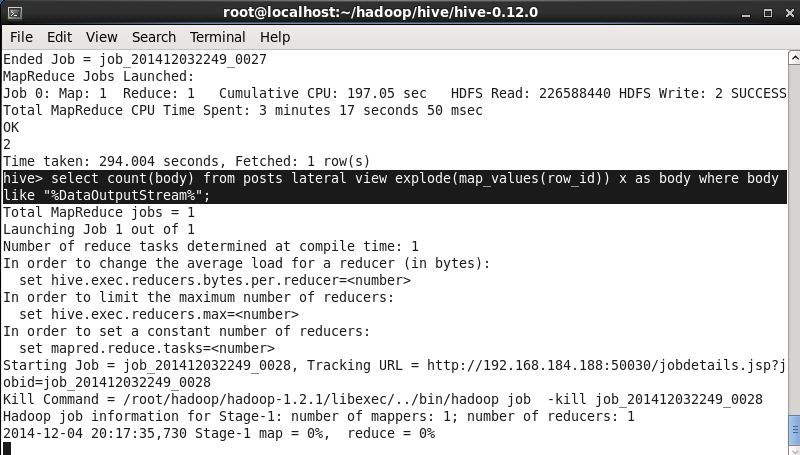 root@localhost:~/hadoop/hive/hive-0.12.0
File Edit View Search Terminal Help
Ended Job = job_201412032249_0027
MapReduce Jobs Launched:
Job 0: Map: 1  Reduce: 1   Cumulative CPU: 197.05 sec   HDFS Read: 226588440 HDFS Write: 2 SUCCESS
Total MapReduce CPU Time Spent: 3 minutes 17 seconds 50 msec
OK
2
Time taken: 294.004 seconds, Fetched: 1 row(s)
hive> select count(body) from posts lateral view explode(map_values(row_id)) x as body where body
like "%DataOutputStream%";
Total MapReduce jobs = 1
Launching Job 1 out of 1
Number of reduce tasks determined at compile time: 1
In order to change the average load for a reducer (in bytes):
  set hive.exec.reducers.bytes.per.reducer=<number>
In order to limit the maximum number of reducers:
  set hive.exec.reducers.max=<number>
In order to set a constant number of reducers:
  set mapred.reduce.tasks=<number>
Starting Job = job_201412032249_0028, Tracking URL = http://192.168.184.188:50030/jobdetails.jsp?j
obid=job_201412032249_0028
Kill Command = /root/hadoop/hadoop-1.2.1/libexec/../bin/hadoop job  -kill job_201412032249_0028
Hadoop job information for Stage-1: number of mappers: 1; number of reducers: 1
2014-12-04 20:17:35,730 Stage-1 map = 0%,  reduce = 0%